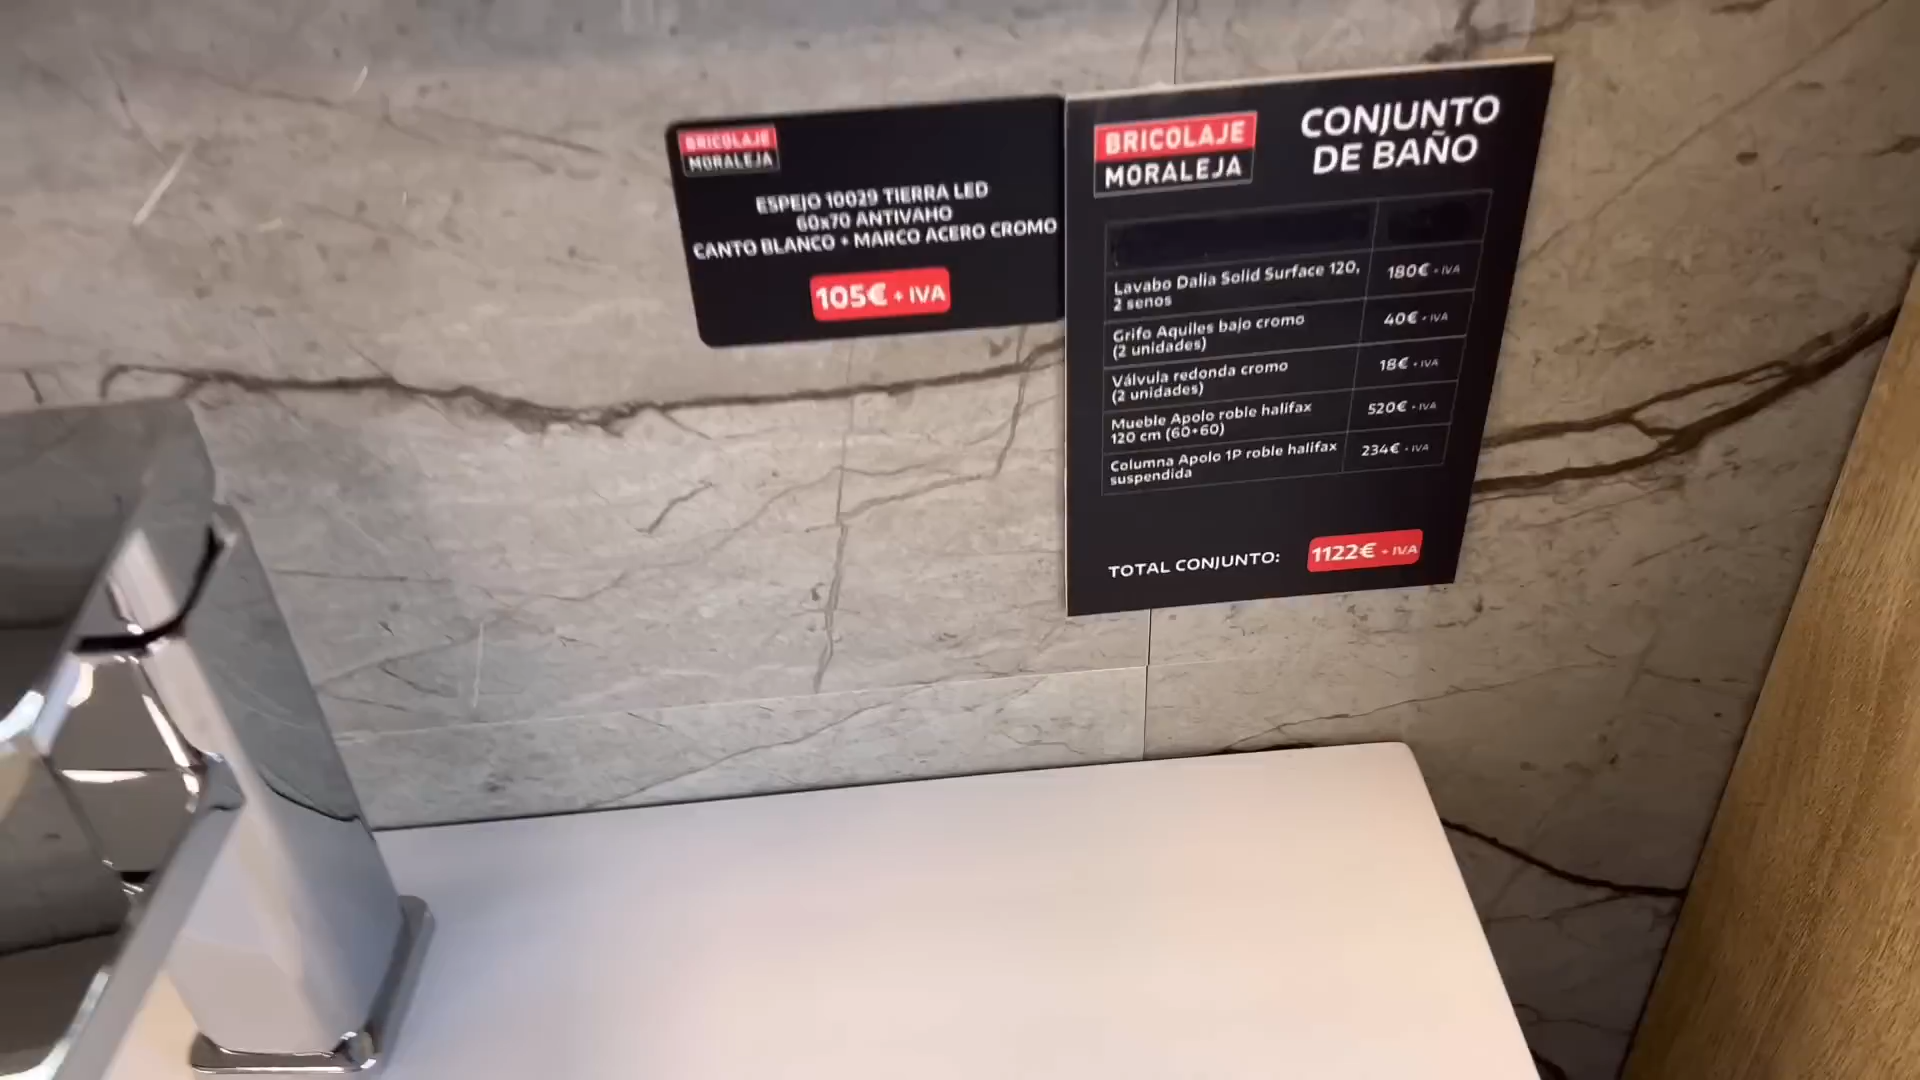 BRICOLAJE
MORALEJA
ESPEJO 10029 TIERRA LED
60x70 ANTIVAHO
CANTO BLANCO + MARCO ACERO CROMO
105€ + IVA
BRICOLAJE
MORALEJA
CONJUNTO
DE BAÑO
Lavabo Dalia Solid Surface 120,
2 senos
180€ + IVA
Grifo Aquiles bajo cromo
(2 unidades)
40€ + IVA
Válvula redonda cromo
(2 unidades)
18€ + IVA
Mueble Apolo roble halifax
120 cm (60+60)
520€ + IVA
Columna Apolo 1P roble halifax
suspendida
234€ + IVA
TOTAL CONJUNTO:
1122€ + IVA